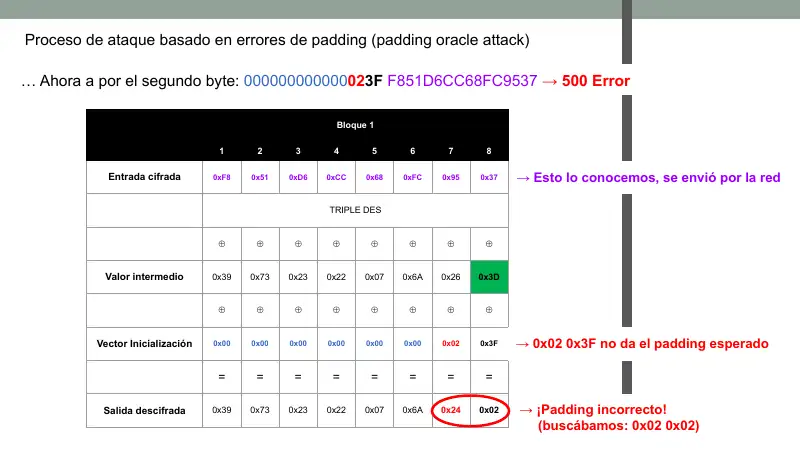 Proceso de ataque basado en errores de padding (padding oracle attack)
… Ahora a por el segundo byte: 000000000000023F F851D6CC68FC9537 → 500 Error
Bloque 1
1 2 3 4 5 6 7 8
Entrada cifrada 0xF8 0x51 0xD6 0xCC 0x68 0xFC 0x95 0x37 → Esto lo conocemos, se envió por la red
TRIPLE DES
⊕ ⊕ ⊕ ⊕ ⊕ ⊕ ⊕ ⊕
Valor intermedio 0x39 0x73 0x23 0x22 0x07 0x6A 0x26 0x3D
⊕ ⊕ ⊕ ⊕ ⊕ ⊕ ⊕ ⊕
Vector Inicialización 0x00 0x00 0x00 0x00 0x00 0x00 0x02 0x3F → 0x02 0x3F no da el padding esperado
= = = = = = = =
Salida descifrada 0x39 0x73 0x23 0x22 0x07 0x6A 0x24 0x02 → ¡Padding incorrecto!
(buscábamos: 0x02 0x02)